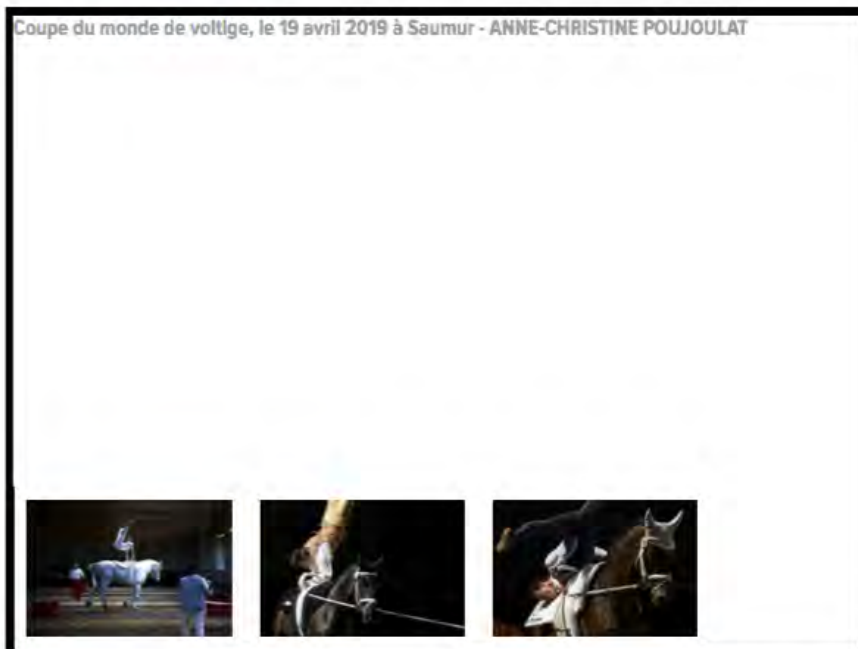 Coupe du monde de voltige, le 19 avril 2019 à Saumur - ANNE-CHRISTINE POUJOULAT